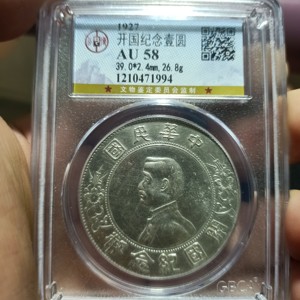 1927
开国纪念壹圆
AU 58
39.0*2.4mm,26.8g
1210471994
★ 文物鉴定委员会监制 ★
中華民國
開國紀念幣